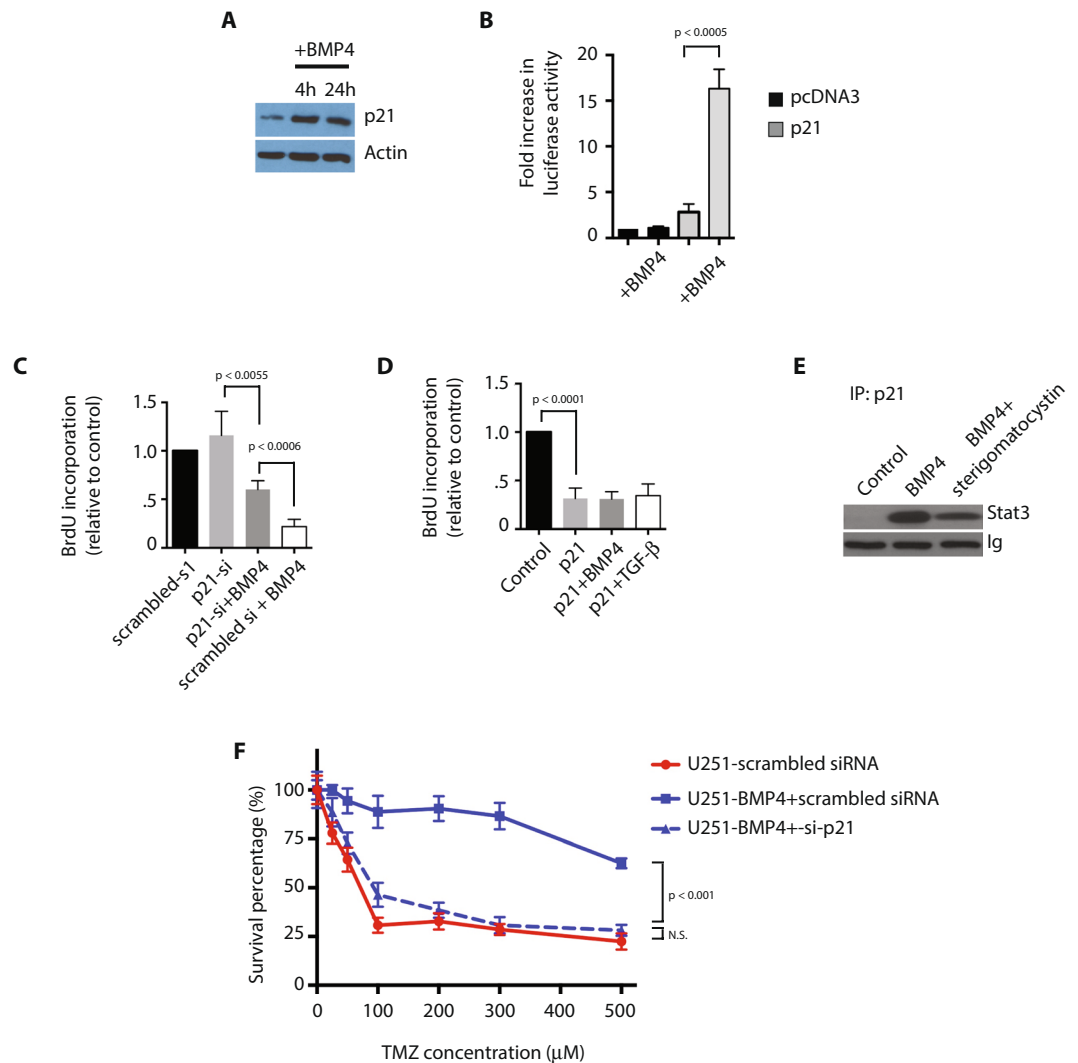 A
+BMP4
4h 24h
p21
Actin
B
p < 0.0005
Fold increase in
luciferase activity
20
15
10
5
0
+BMP4
+BMP4
pcDNA3
p21
C
BrdU incorporation
(relative to control)
1.5
1.0
.5
0
p < 0.0055
p < 0.0006
scrambled-s1
p21-si
p21-si+BMP4
scrambled si + BMP4
D
BrdU incorporation
(relative to control)
1.5
1.0
.5
0
p < 0.0001
Control
p21
p21+BMP4
p21+TGF-β
E
IP: p21
Control
BMP4
BMP4+
sterigomatocystin
Stat3
Ig
F
Survival percentage (%)
100
75
50
25
0
0 100 200 300 400 500
TMZ concentration (μM)
U251-scrambled siRNA
U251-BMP4+scrambled siRNA
U251-BMP4+-si-p21
p < 0.001
N.S.